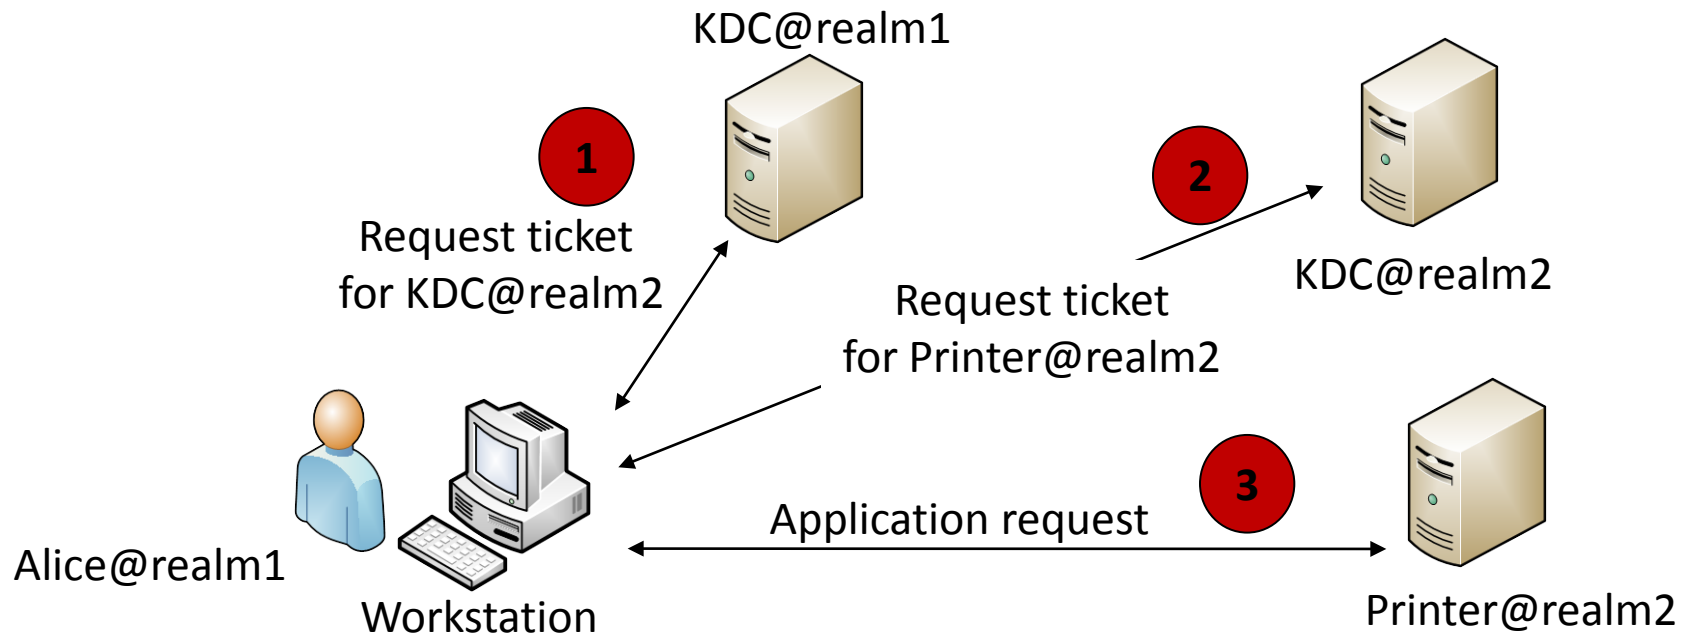 KDC@realm1
1
2
Request ticket
for KDC@realm2
KDC@realm2
Request ticket
for Printer@realm2
3
Application request
Alice@realm1
Workstation
Printer@realm2